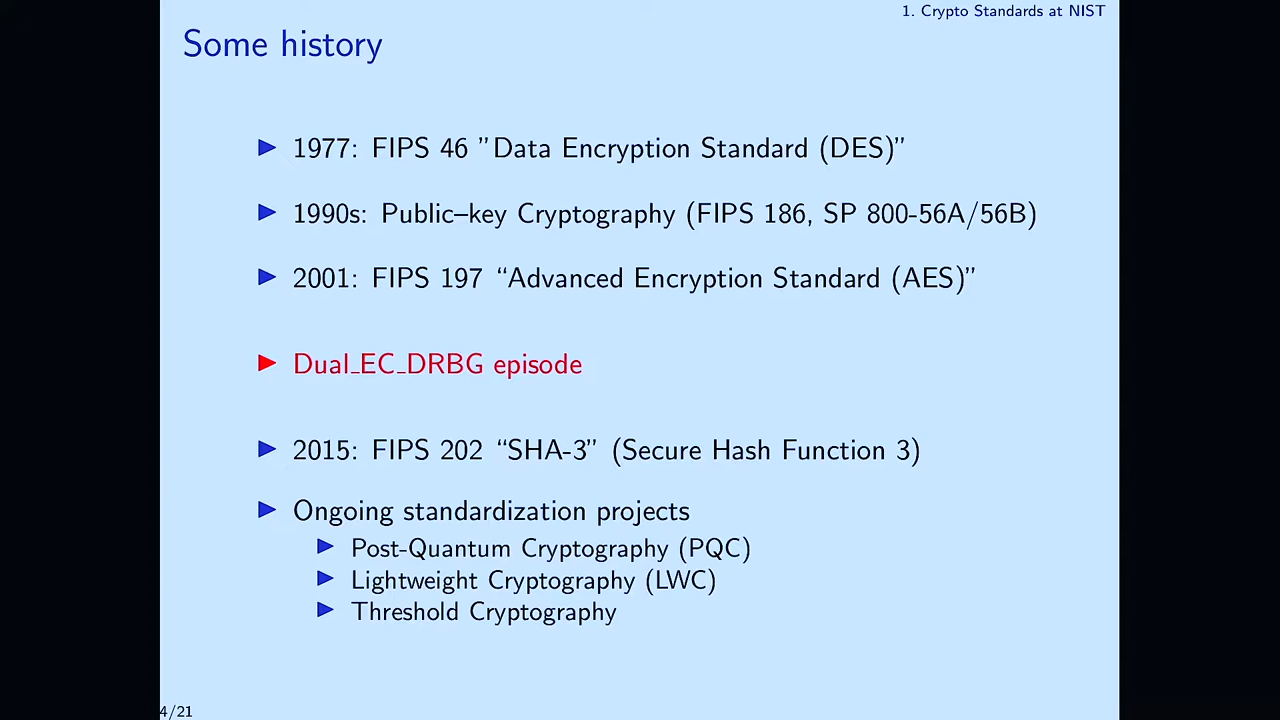 1. Crypto Standards at NIST
Some history
1977: FIPS 46 ”Data Encryption Standard (DES)”
1990s: Public–key Cryptography (FIPS 186, SP 800-56A/56B)
2001: FIPS 197 “Advanced Encryption Standard (AES)”
Dual_EC_DRBG episode
2015: FIPS 202 “SHA-3” (Secure Hash Function 3)
Ongoing standardization projects
Post-Quantum Cryptography (PQC)
Lightweight Cryptography (LWC)
Threshold Cryptography
4/21